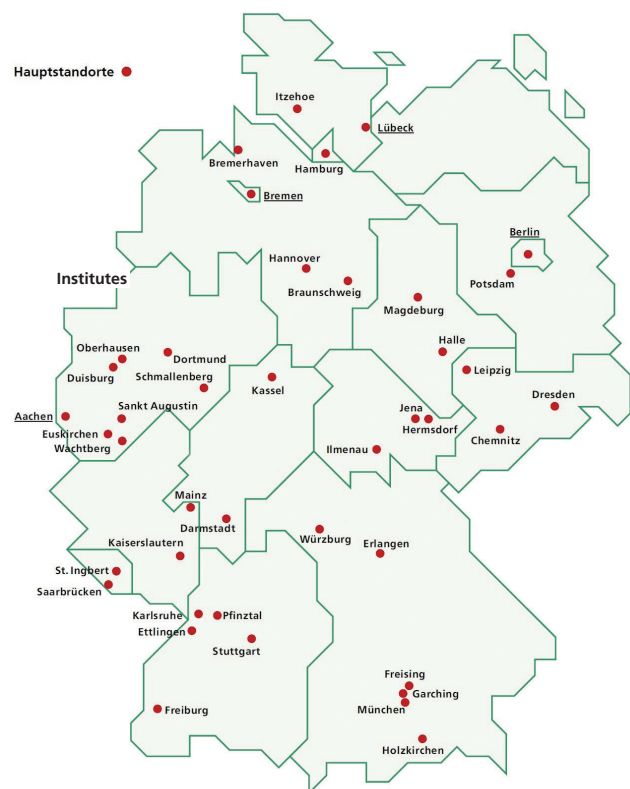 Hauptstandorte
Itzehoe
Lübeck
Bremerhaven
Hamburg
Bremen
Berlin
Hannover
Institutes
Potsdam
Braunschweig
Magdeburg
Oberhausen
Dortmund
Halle
Duisburg
Leipzig
Schmallenberg
Kassel
Dresden
Aachen
Sankt Augustin
Jena
Euskirchen
Hermsdorf
Chemnitz
Wachtberg
Ilmenau
Mainz
Darmstadt
Würzburg
Kaiserslautern
Erlangen
St. Ingbert
Saarbrücken
Karlsruhe
Pfinztal
Ettlingen
Stuttgart
Freising
Garching
Freiburg
München
Holzkirchen